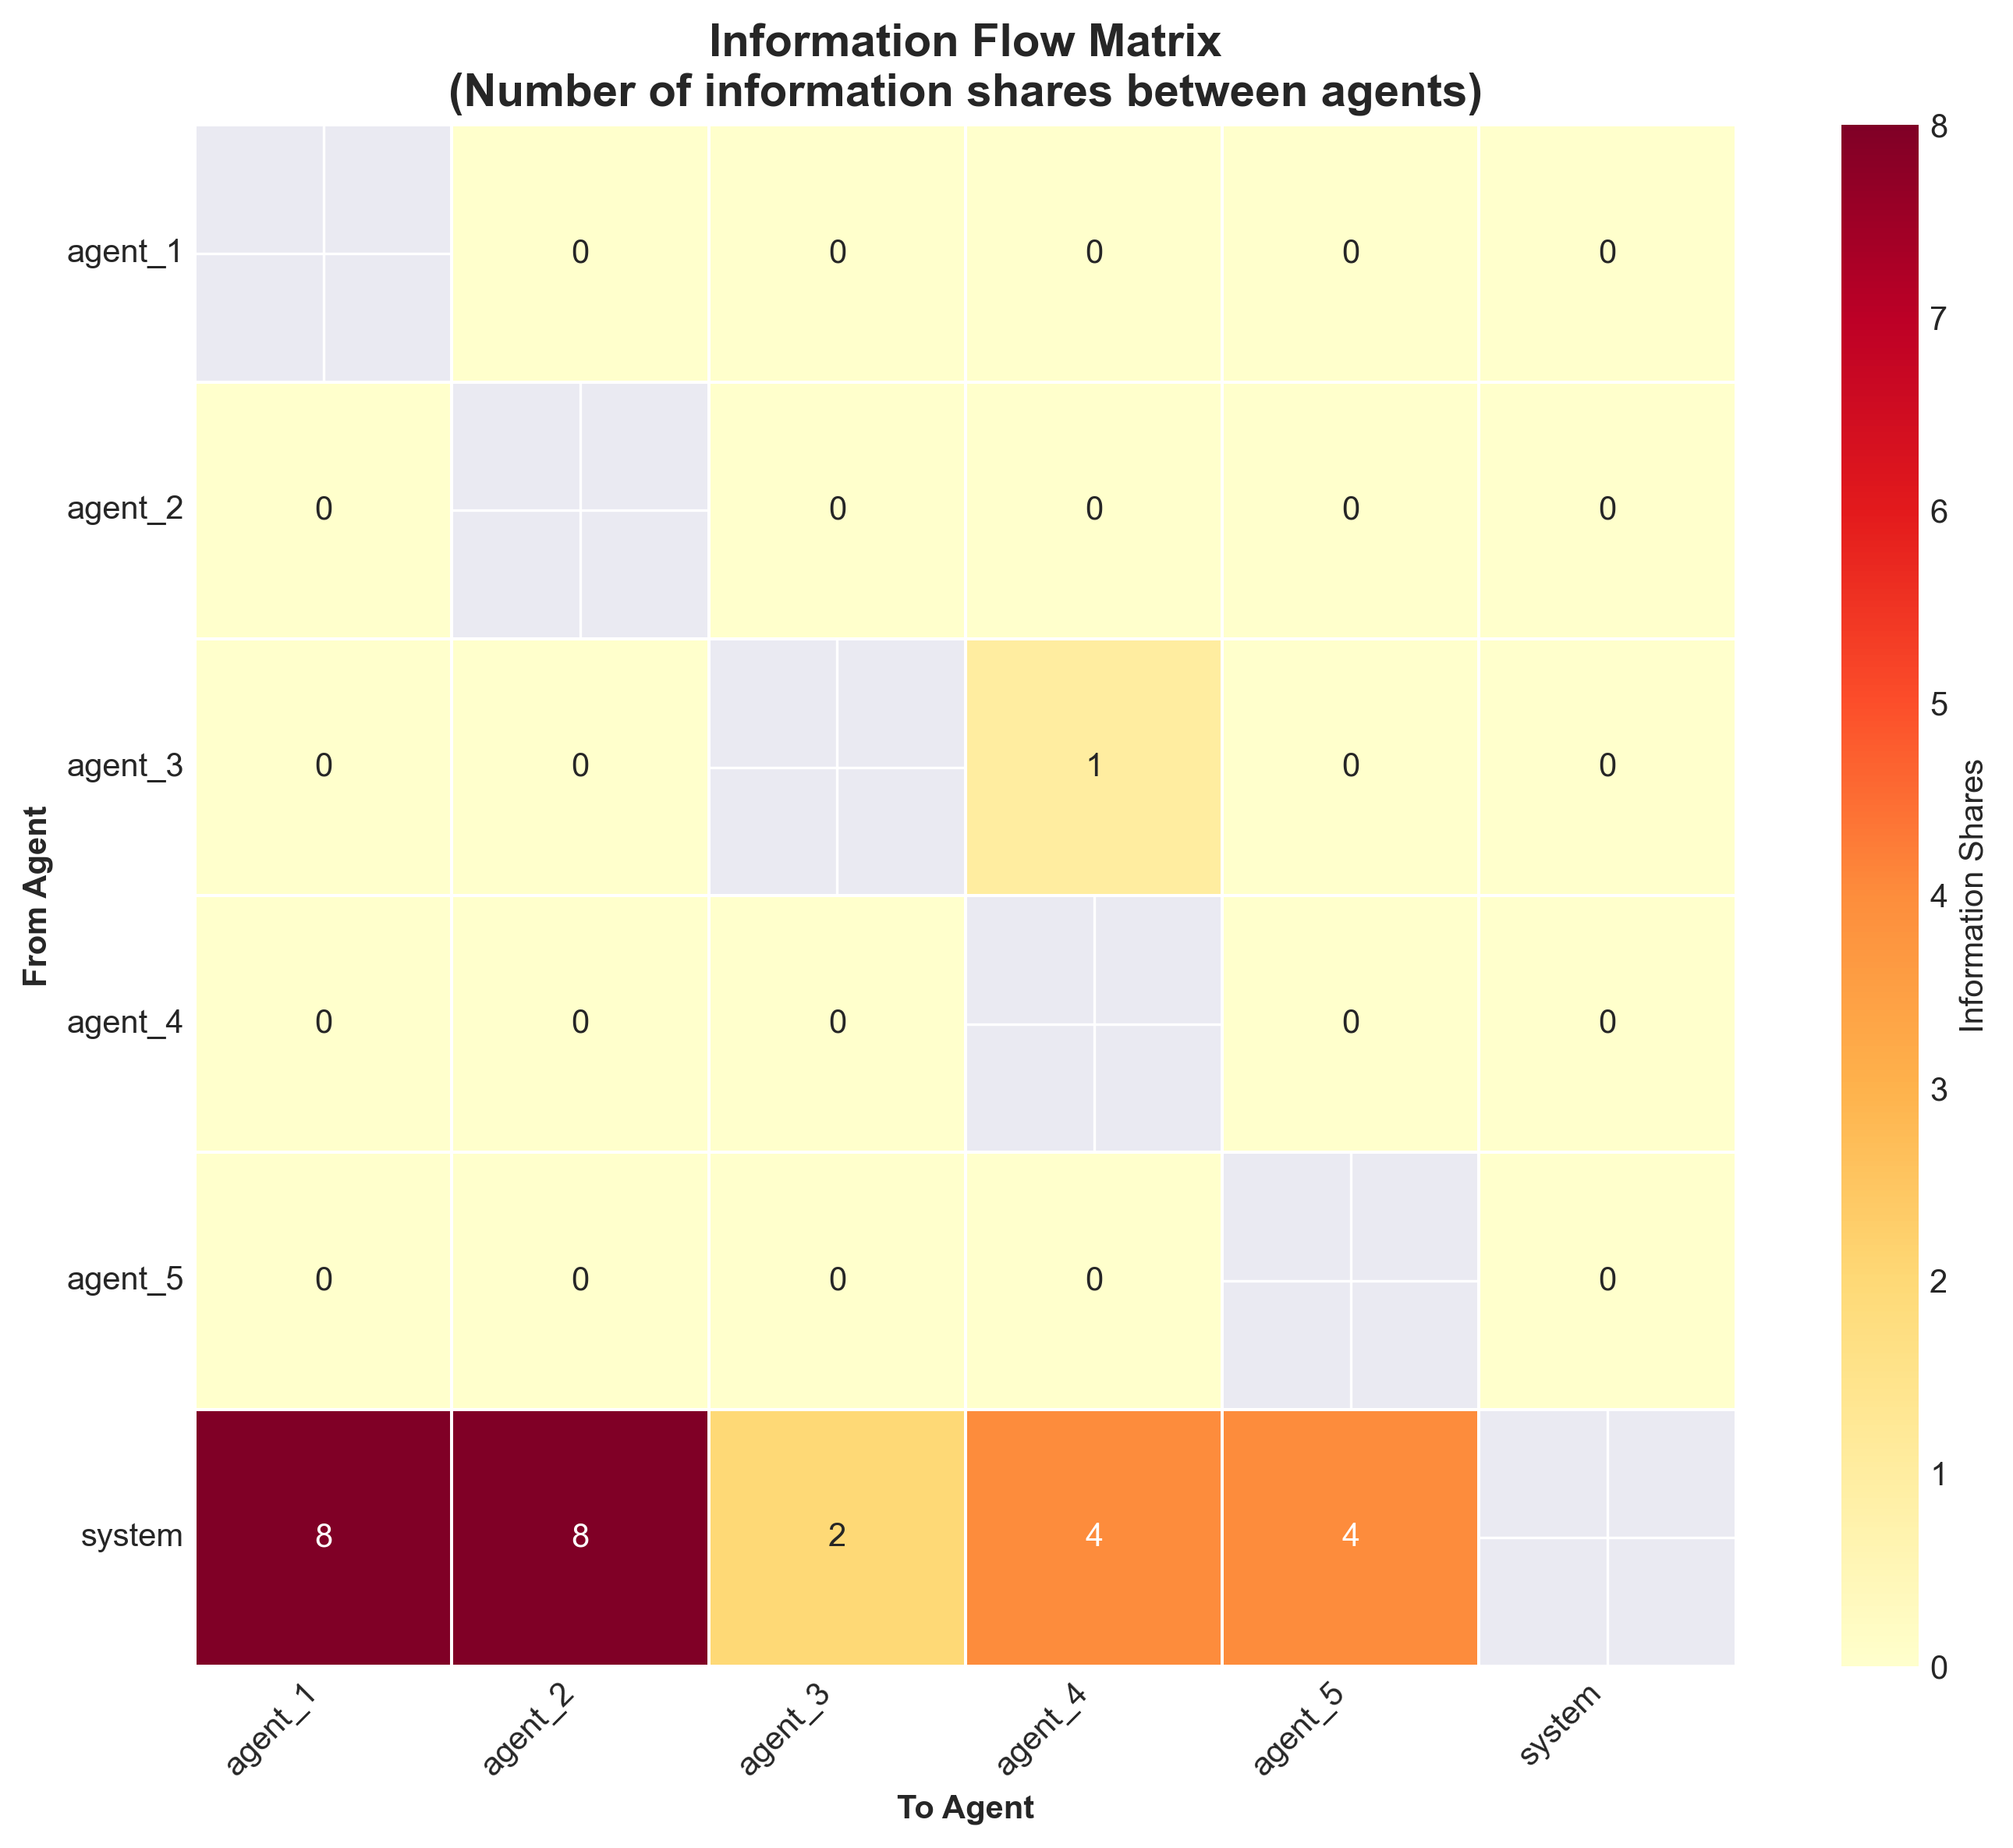 Information Flow Matrix
(Number of information shares between agents)
agent_1 0 0 0 0 0
agent_2 0 0 0 0 0
agent_3 0 0 1 0 0
agent_4 0 0 0 0 0
agent_5 0 0 0 0 0
system 8 8 2 4 4
agent_1 agent_2 agent_3 agent_4 agent_5 system
To Agent
From Agent
8
7
6
5
4
3
2
1
0
Information Shares